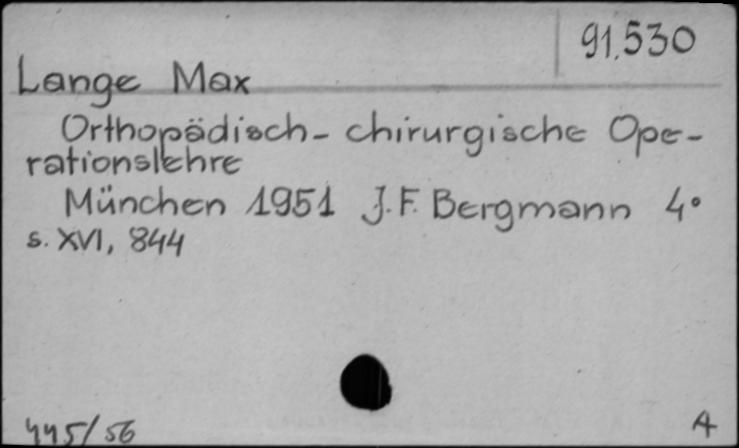 91.530
Lange Max
Orthopädisch- chirurgische Ope-
rationslehre
München 1951 J.F. Bergmann 4°
s. XVI, 844
445/56
A